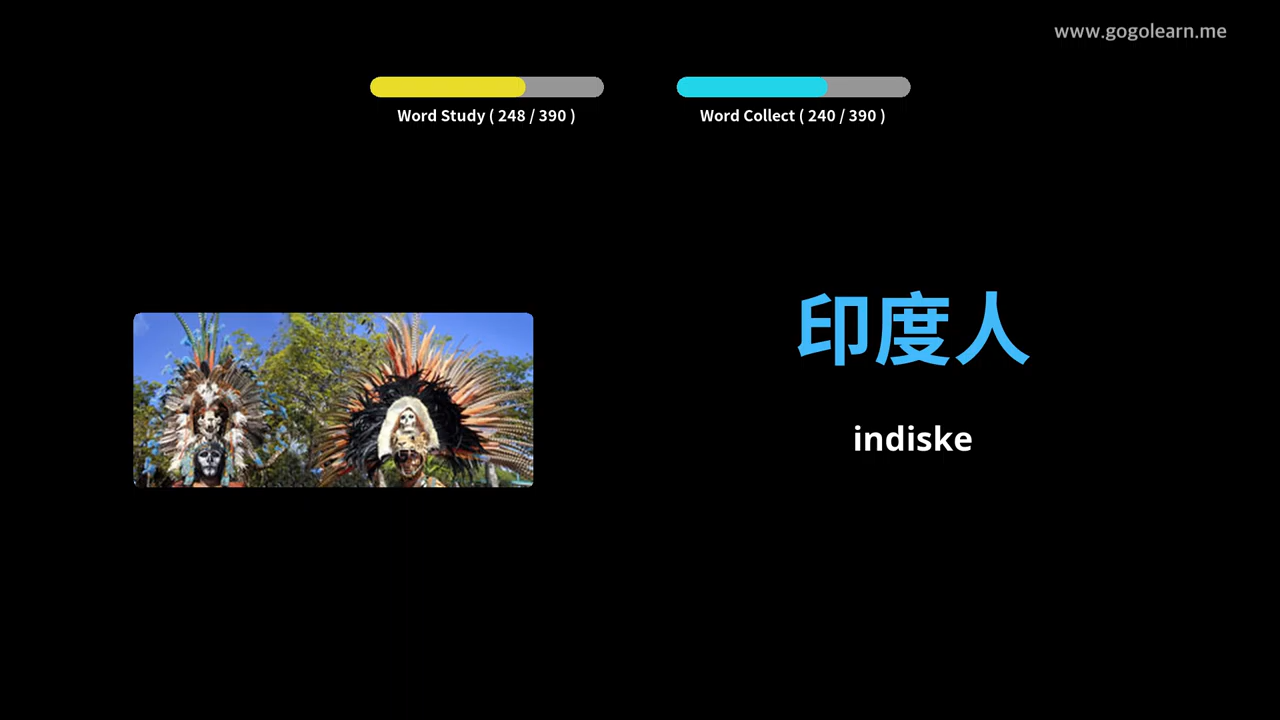 www.gogolearn.me
Word Study ( 248 / 390 )
Word Collect ( 240 / 390 )
印度人
indiske